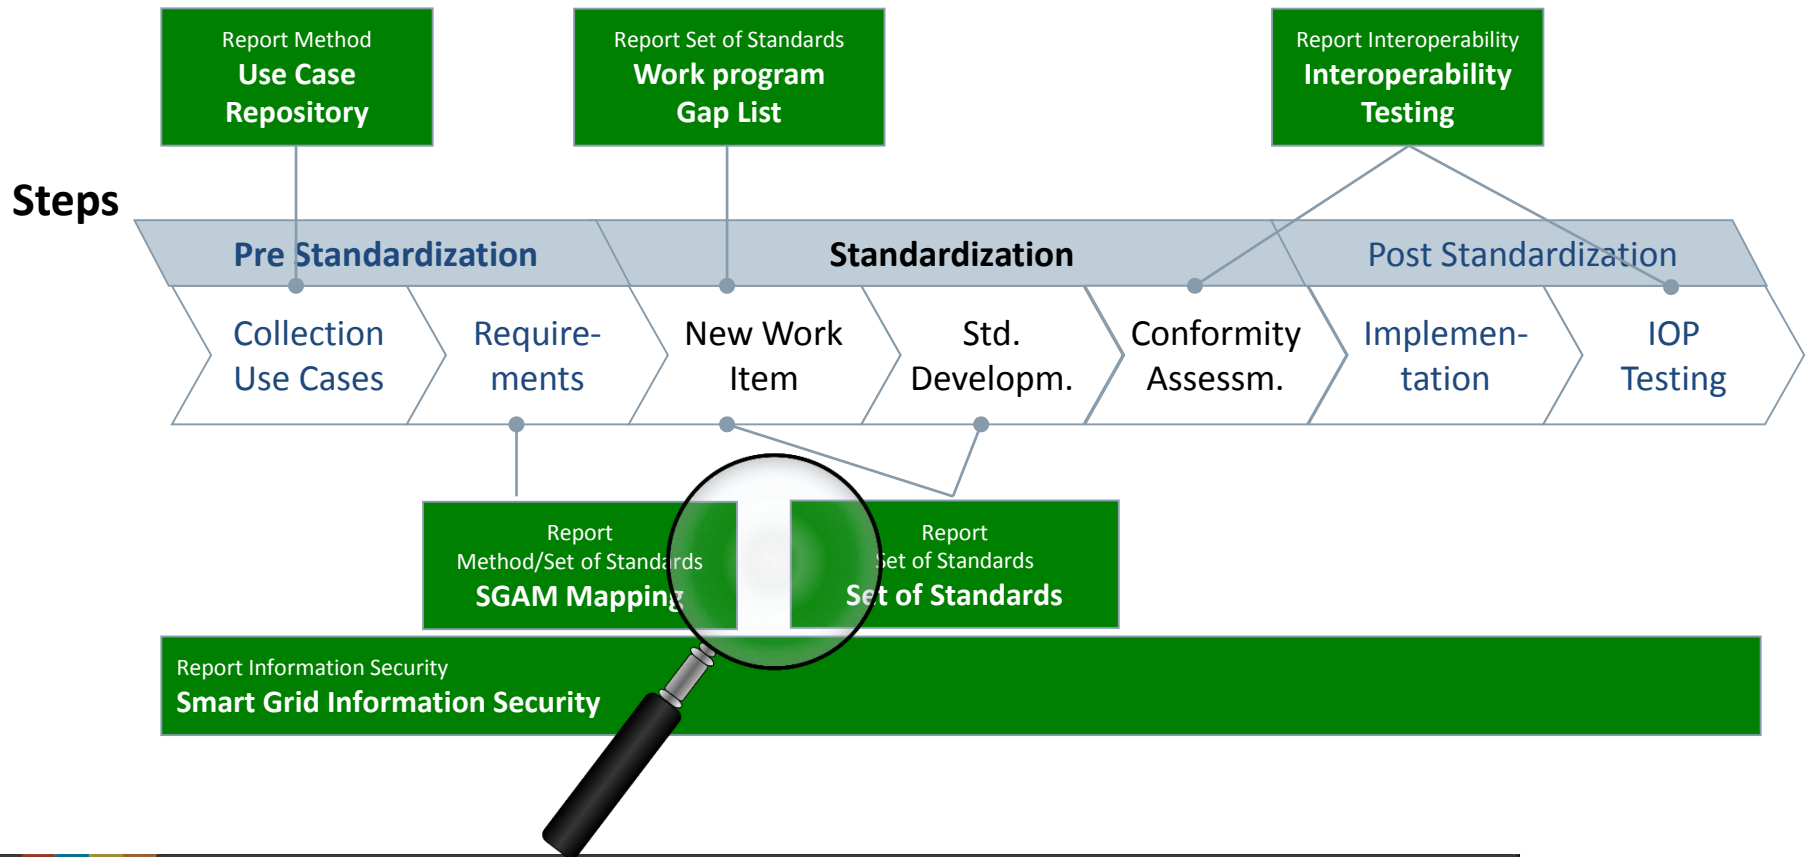 Report Method
Use Case
Repository
Report Set of Standards
Work program
Gap List
Report Interoperability
Interoperability
Testing
Steps
Pre Standardization
Standardization
Post Standardization
Collection
Use Cases
Require-
ments
New Work
Item
Std.
Developm.
Conformity
Assessm.
Implemen-
tation
IOP
Testing
Report
Method/Set of Standards
SGAM Mapping
Report
Set of Standards
Set of Standards
Report Information Security
Smart Grid Information Security